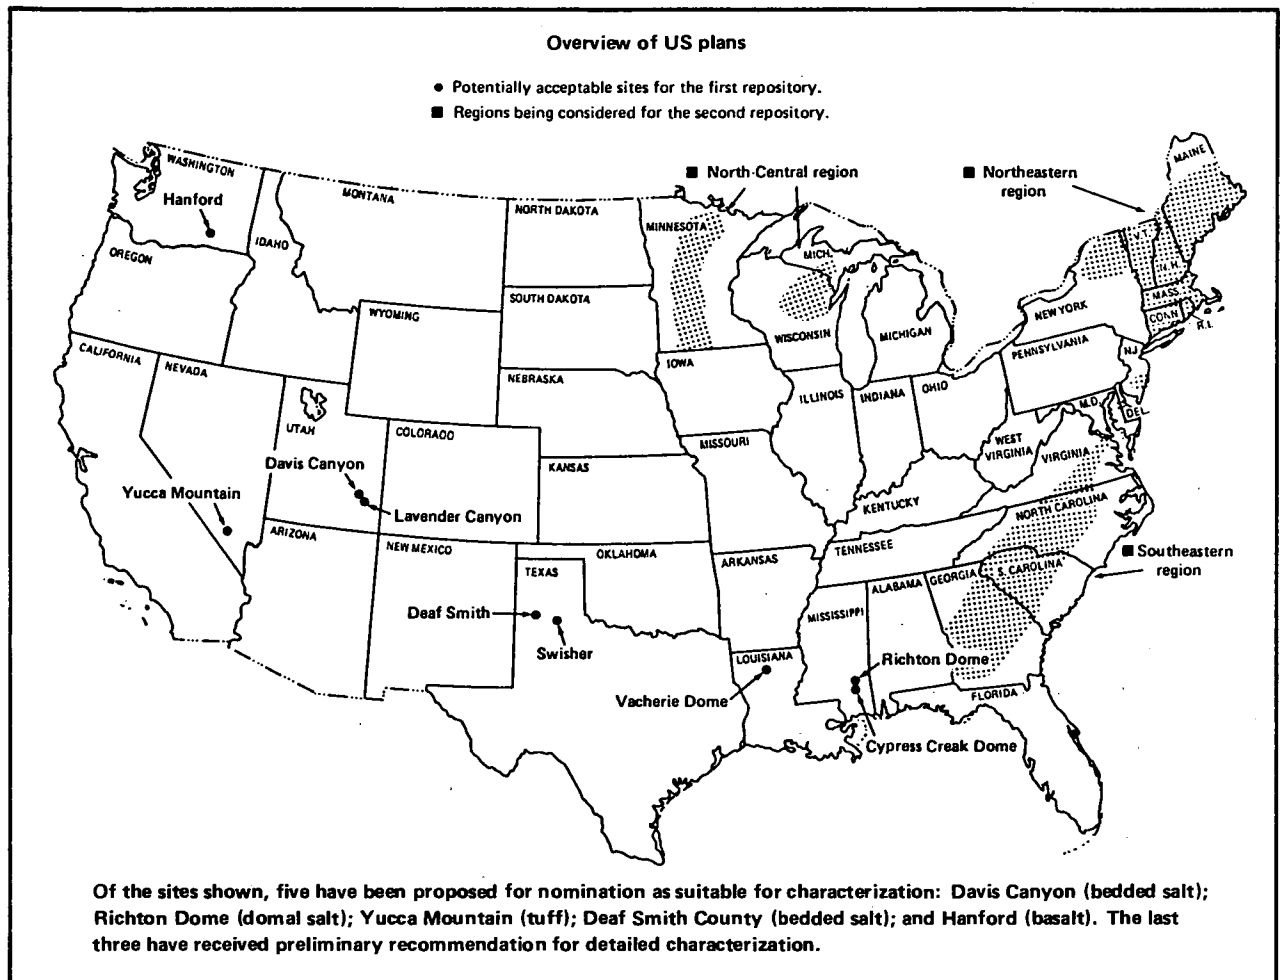 Overview of US plans
● Potentially acceptable sites for the first repository.
■ Regions being considered for the second repository.
■ North-Central region
■ Northeastern
region
MAINE
WASHINGTON
Hanford
MONTANA
NORTH DAKOTA
MINNESOTA
IDAHO
OREGON
MICH.
V.T.
N.H.
MASS
CONN
R.I.
SOUTH DAKOTA
WYOMING
WISCONSIN
MICHIGAN
NEW YORK
PENNSYLVANIA
N.J.
CALIFORNIA
NEVADA
IOWA
NEBRASKA
ILLINOIS
INDIANA
OHIO
M.D.
DEL.
UTAH
COLORADO
MISSOURI
WEST
VIRGINIA
VIRGINIA
Davis Canyon
KANSAS
Yucca Mountain
Lavender Canyon
KENTUCKY
NORTH CAROLINA
ARIZONA
NEW MEXICO
OKLAHOMA
TENNESSEE
■ Southeastern
region
TEXAS
ARKANSAS
ALABAMA
GEORGIA
S. CAROLINA
MISSISSIPPI
Deaf Smith
Swisher
LOUISIANA
Richton Dome
Vacherie Dome
FLORIDA
Cypress Creak Dome
Of the sites shown, five have been proposed for nomination as suitable for characterization: Davis Canyon (bedded salt);
Richton Dome (domal salt); Yucca Mountain (tuff); Deaf Smith County (bedded salt); and Hanford (basalt). The last
three have received preliminary recommendation for detailed characterization.